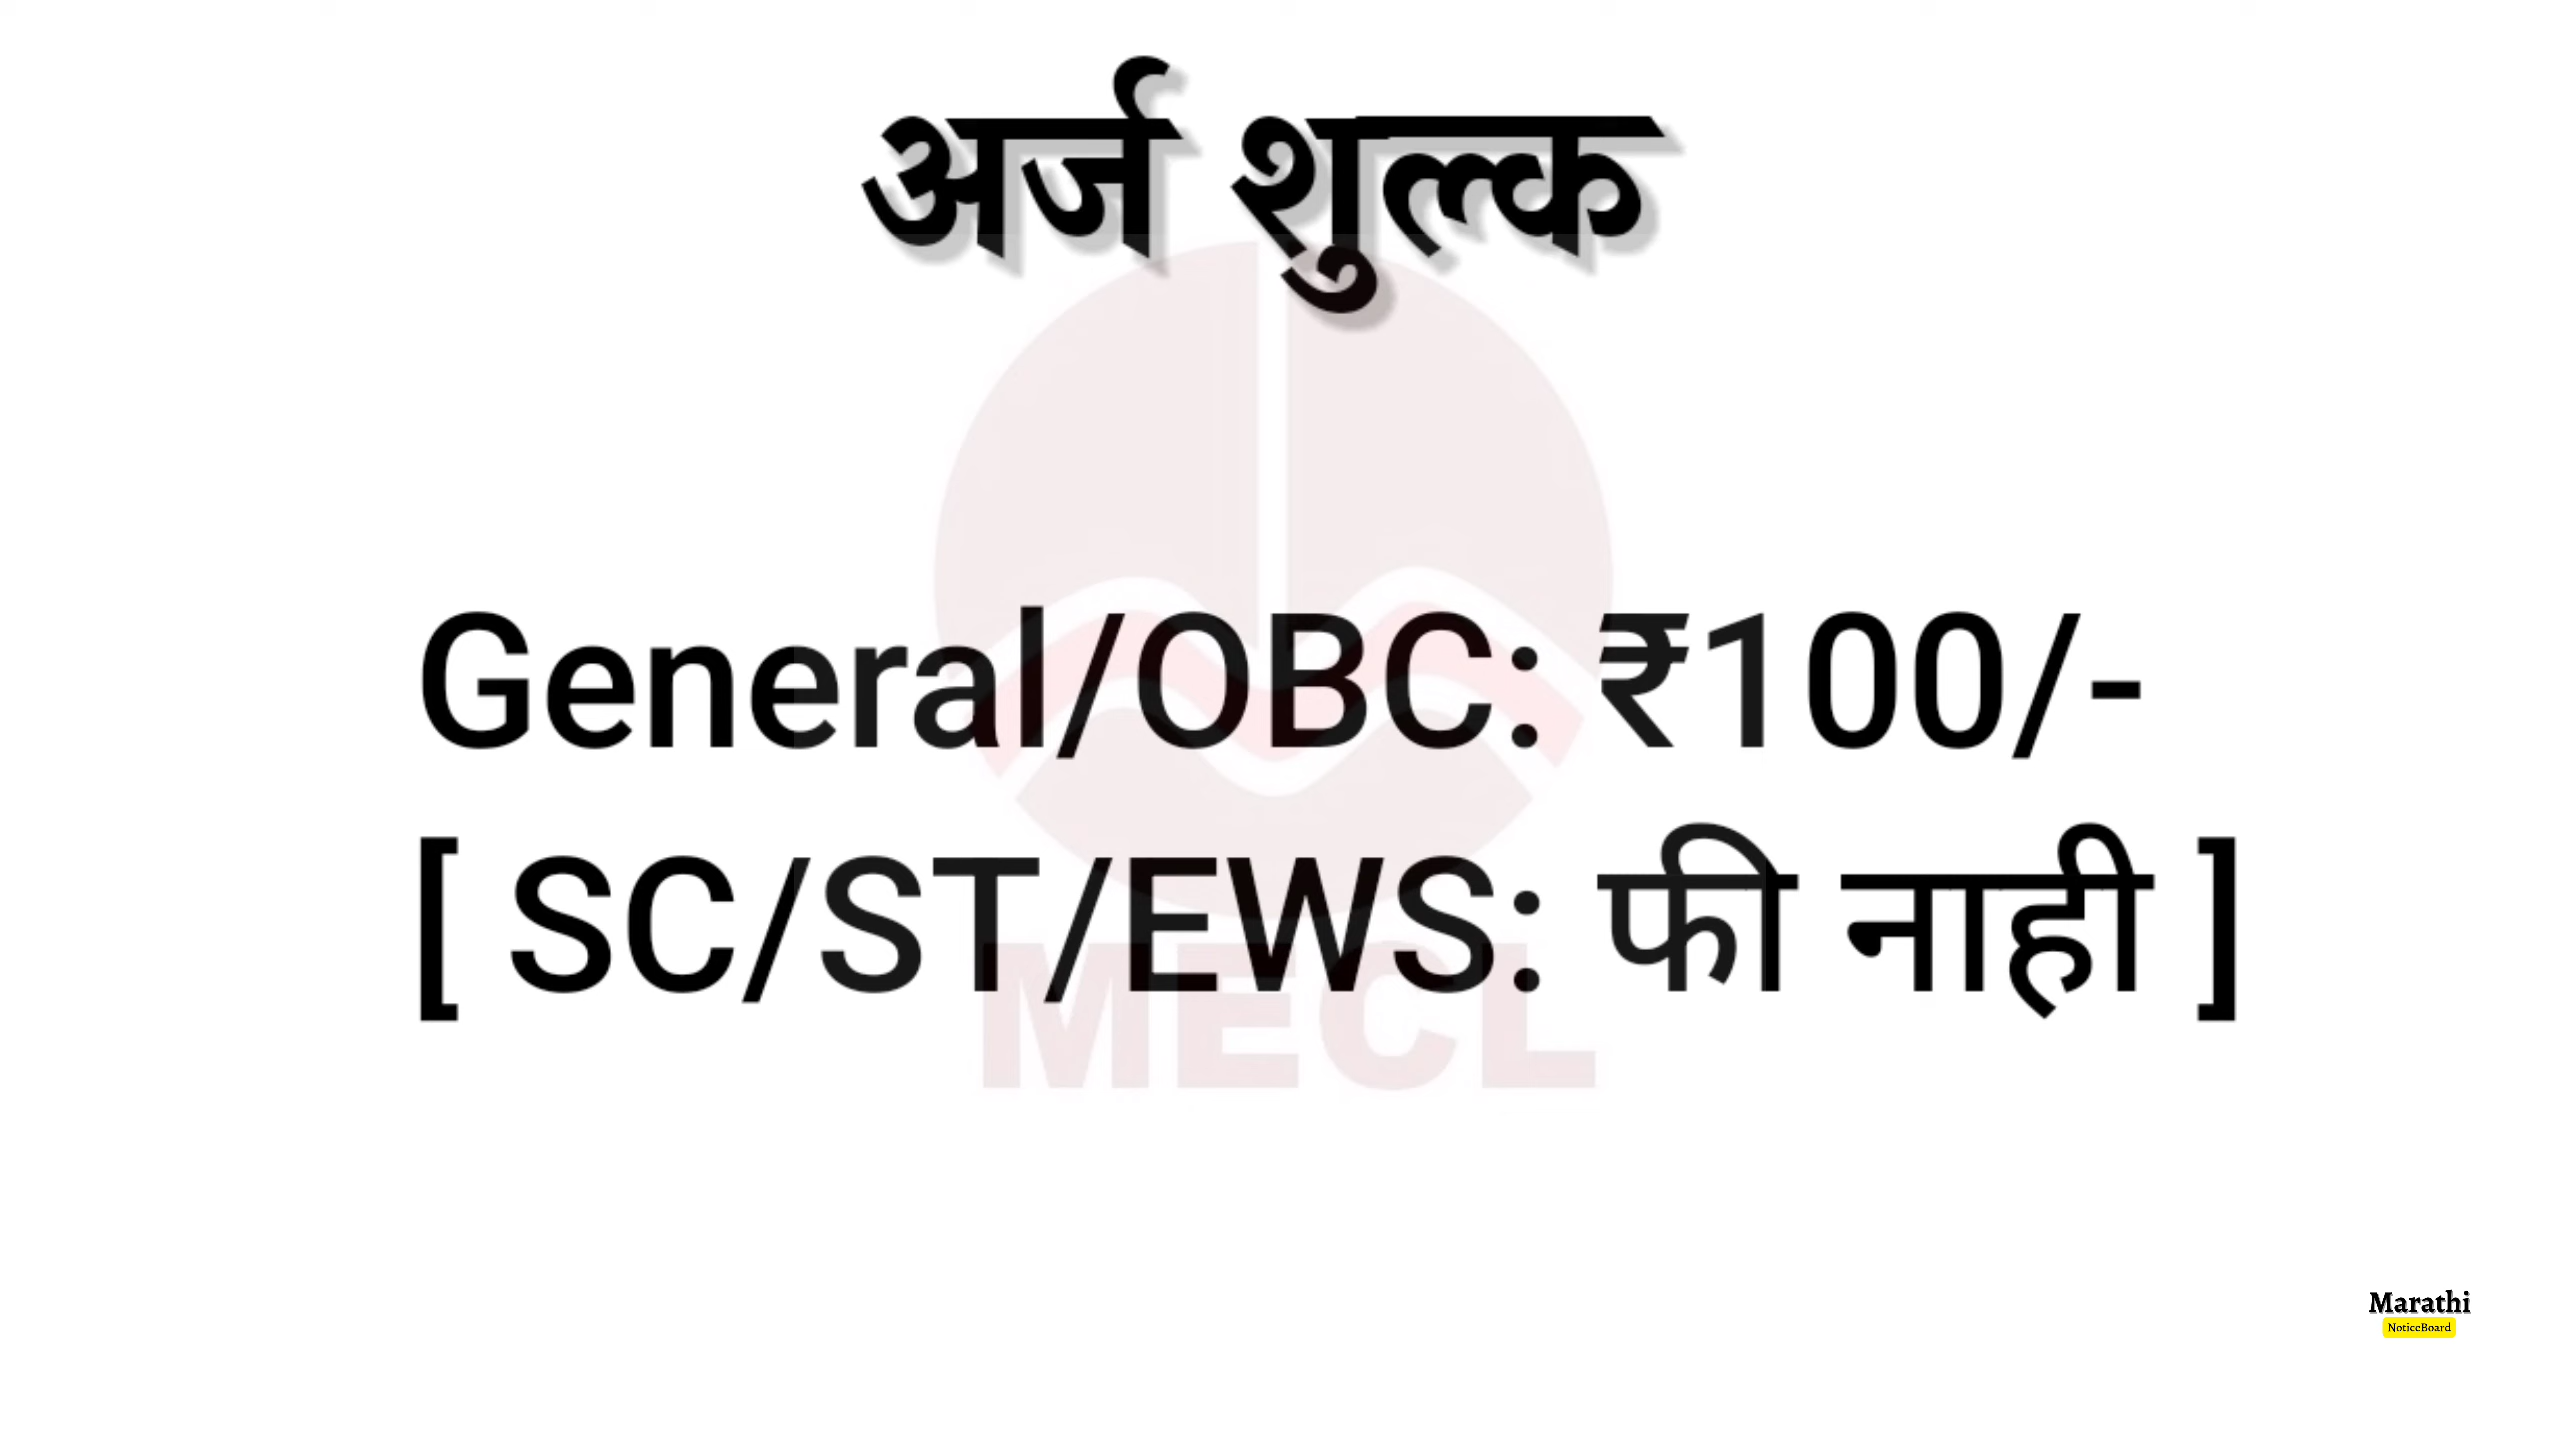 अर्ज शुल्क
General/OBC: ₹100/-
[ SC/ST/EWS: फी नाही ]
MECL
Marathi
NoticeBoard